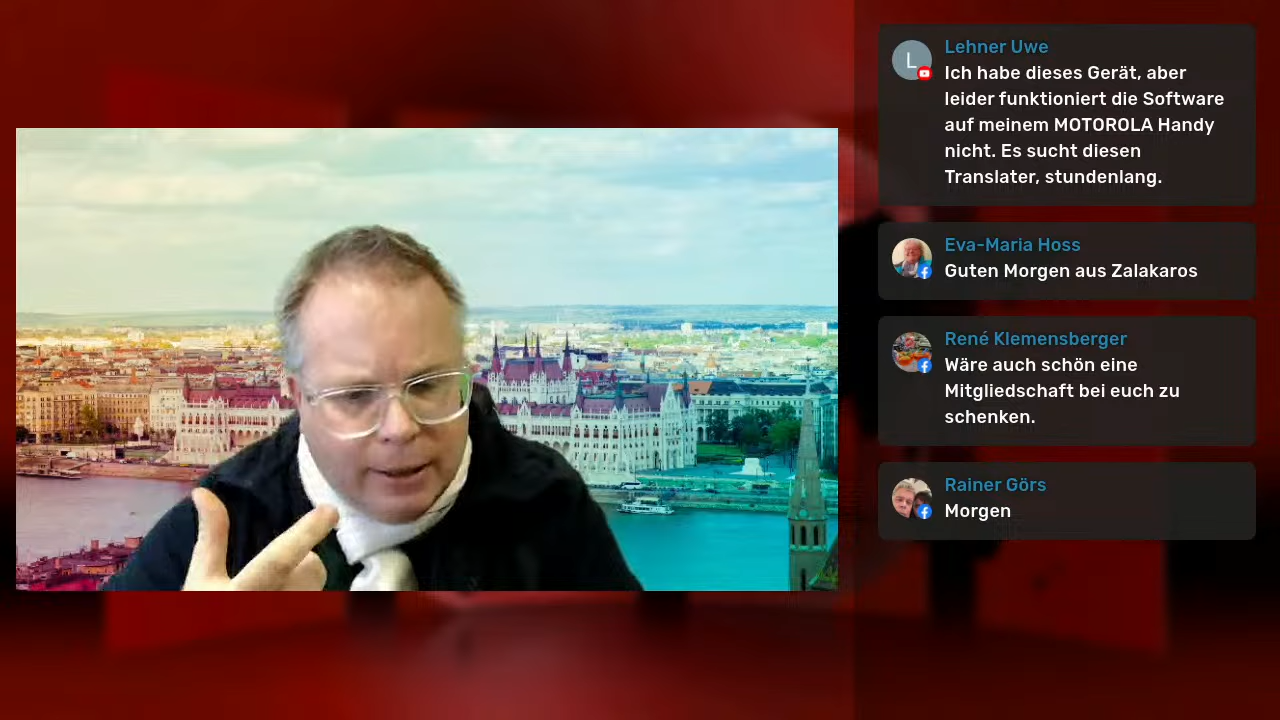 Lehner Uwe
L
Ich habe dieses Gerät, aber
leider funktioniert die Software
auf meinem MOTOROLA Handy
nicht. Es sucht diesen
Translater, stundenlang.
Eva-Maria Hoss
Guten Morgen aus Zalakaros
René Klemensberger
Wäre auch schön eine
Mitgliedschaft bei euch zu
schenken.
Rainer Görs
Morgen